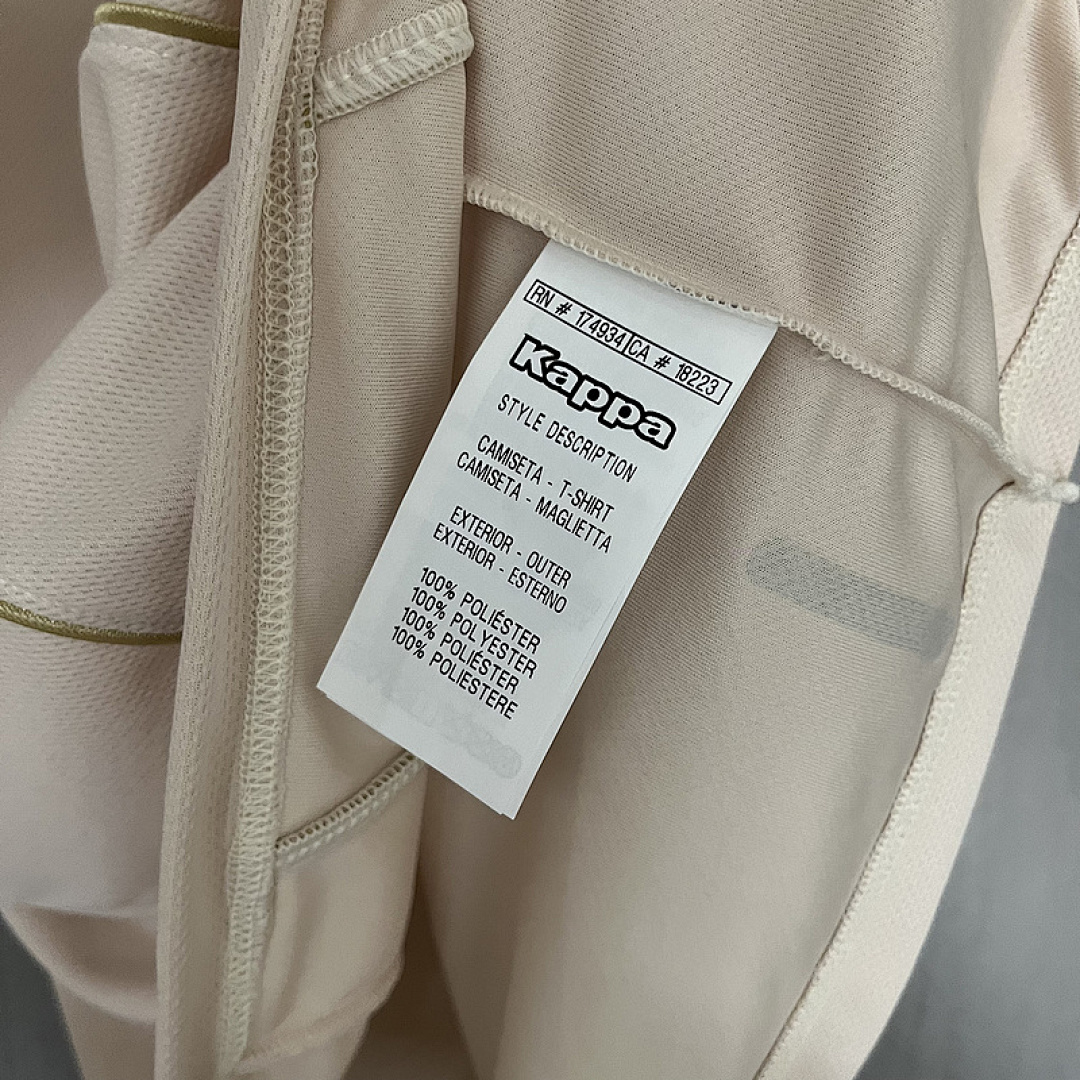 RN # 174934 CA # 18223
Kappa
STYLE DESCRIPTION
CAMISETA - T-SHIRT
CAMISETA - MAGLIETTA
EXTERIOR - OUTER
EXTERIOR - ESTERNO
100% POLIÉSTER
100% POLYESTER
100% POLIÉSTER
100% POLIESTERE